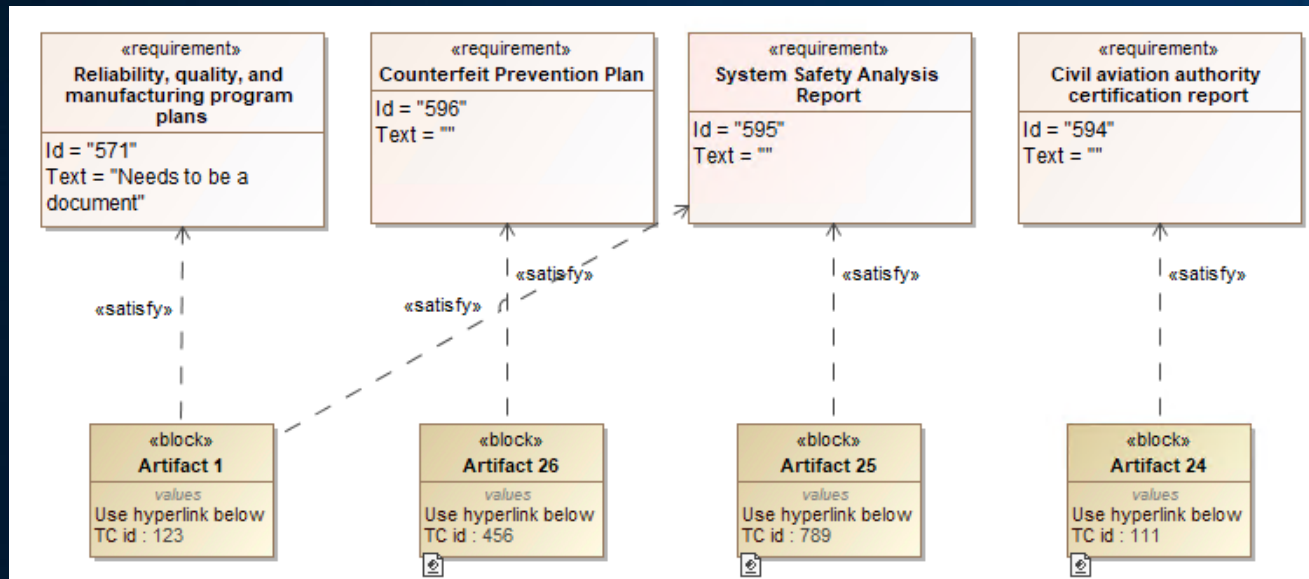 «requirement»
Reliability, quality, and
manufacturing program
plans
Id = "571"
Text = "Needs to be a
document"
«requirement»
Counterfeit Prevention Plan
Id = "596"
Text = ""
«requirement»
System Safety Analysis
Report
Id = "595"
Text = ""
«requirement»
Civil aviation authority
certification report
Id = "594"
Text = ""
«satisfy»
«satisfy»
«satisfy»
«satisfy»
«satisfy»
«block»
Artifact 1
values
Use hyperlink below
TC id : 123
«block»
Artifact 26
values
Use hyperlink below
TC id : 456
«block»
Artifact 25
values
Use hyperlink below
TC id : 789
«block»
Artifact 24
values
Use hyperlink below
TC id : 111